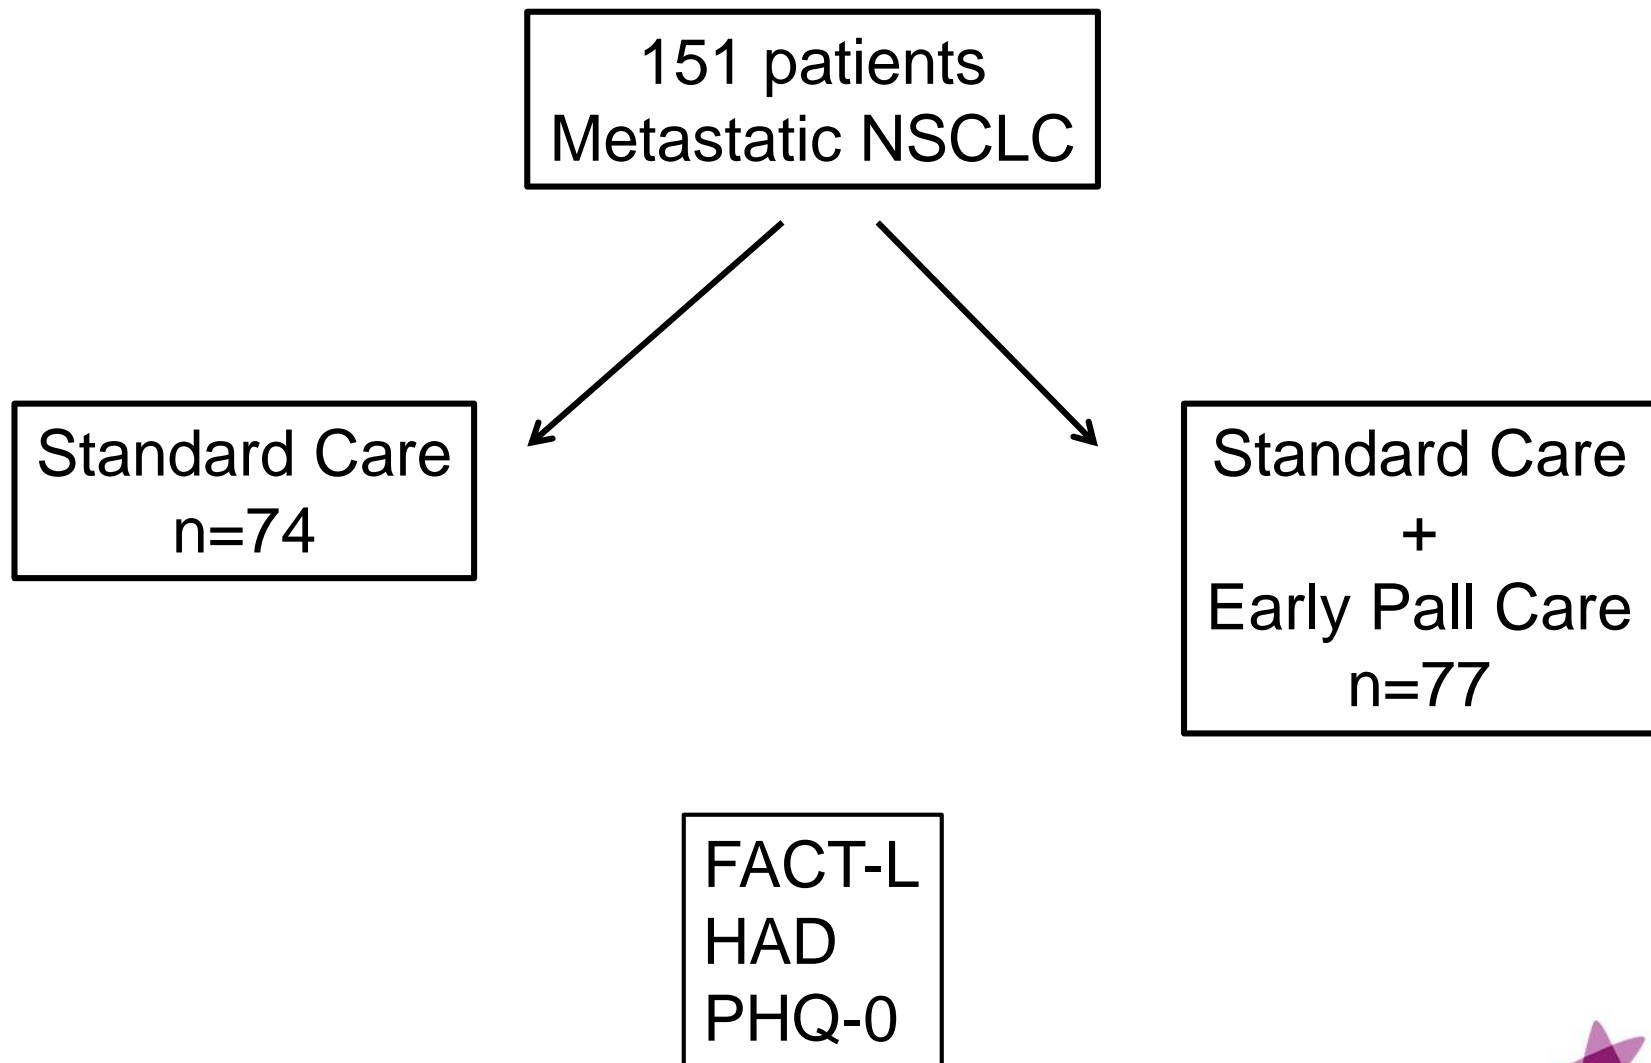 151 patients
Metastatic NSCLC
Standard Care
n=74
Standard Care
+
Early Pall Care
n=77
FACT-L
HAD
PHQ-0